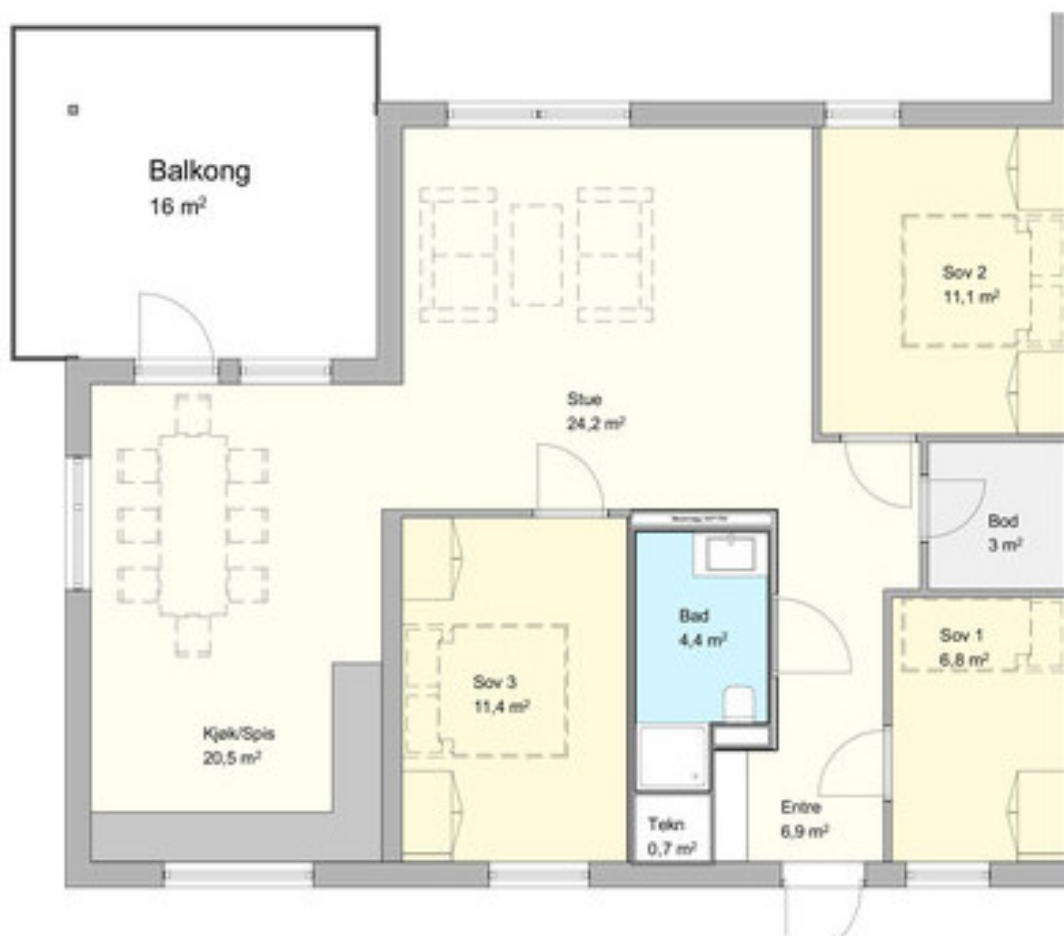 Balkong
16 m²
Sov 2
11,1 m²
Stue
24,2 m²
Bod
3 m²
Bad
4,4 m²
Sov 1
6,8 m²
Sov 3
11,4 m²
Kjøk/Spis
20,5 m²
Entre
6,9 m²
Tekn
0,7 m²